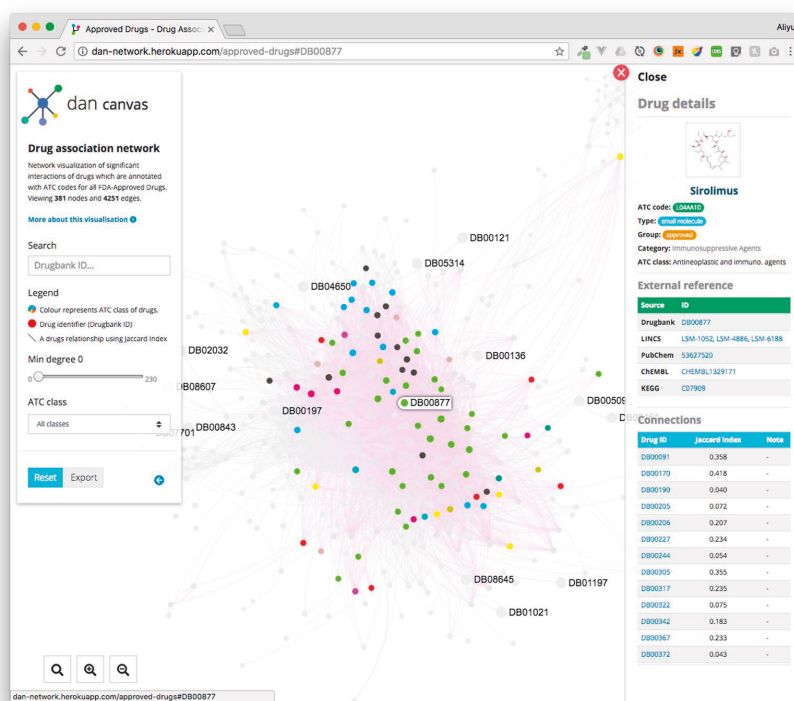 Approved Drugs - Drug Assoc
Aliyu
dan-network.herokuapp.com/approved-drugs#DB00877
dan canvas
Drug association network
Network visualization of significant
interactions of drugs which are annotated
with ATC codes for all FDA-Approved Drugs.
Viewing 381 nodes and 4251 edges.
More about this visualisation
Search
Drugbank ID...
Legend
Colour represents ATC class of drugs.
Drug identifier (Drugbank ID)
A drugs relationship using Jaccard Index
Min degree 0
0 230
ATC class
All classes
Reset Export
DB00121
DB05314
DB04650
DB02032
DB00136
DB08607
DB00197
DB00877
DB00509
DB00843
7701
DB08645
DB01197
DB01021
Close
Drug details
Sirolimus
ATC code: L04AA10
Type: small molecule
Group: approved
Category: Immunosuppressive Agents
ATC class: Antineoplastic and immuno. agents
External reference
Source ID
Drugbank DB00877
LINCS LSM-1052, LSM-4886, LSM-6188
PubChem 53627520
ChEMBL CHEMBL1329171
KEGG C07909
Connections
Drug ID Jaccard Index Note
DB00091 0.358 -
DB00170 0.418 -
DB00190 0.040 -
DB00205 0.072 -
DB00206 0.207 -
DB00227 0.234 -
DB00244 0.054 -
DB00305 0.355 -
DB00317 0.235 -
DB00322 0.075 -
DB00342 0.183 -
DB00367 0.233 -
DB00372 0.043 -
dan-network.herokuapp.com/approved-drugs#DB00877